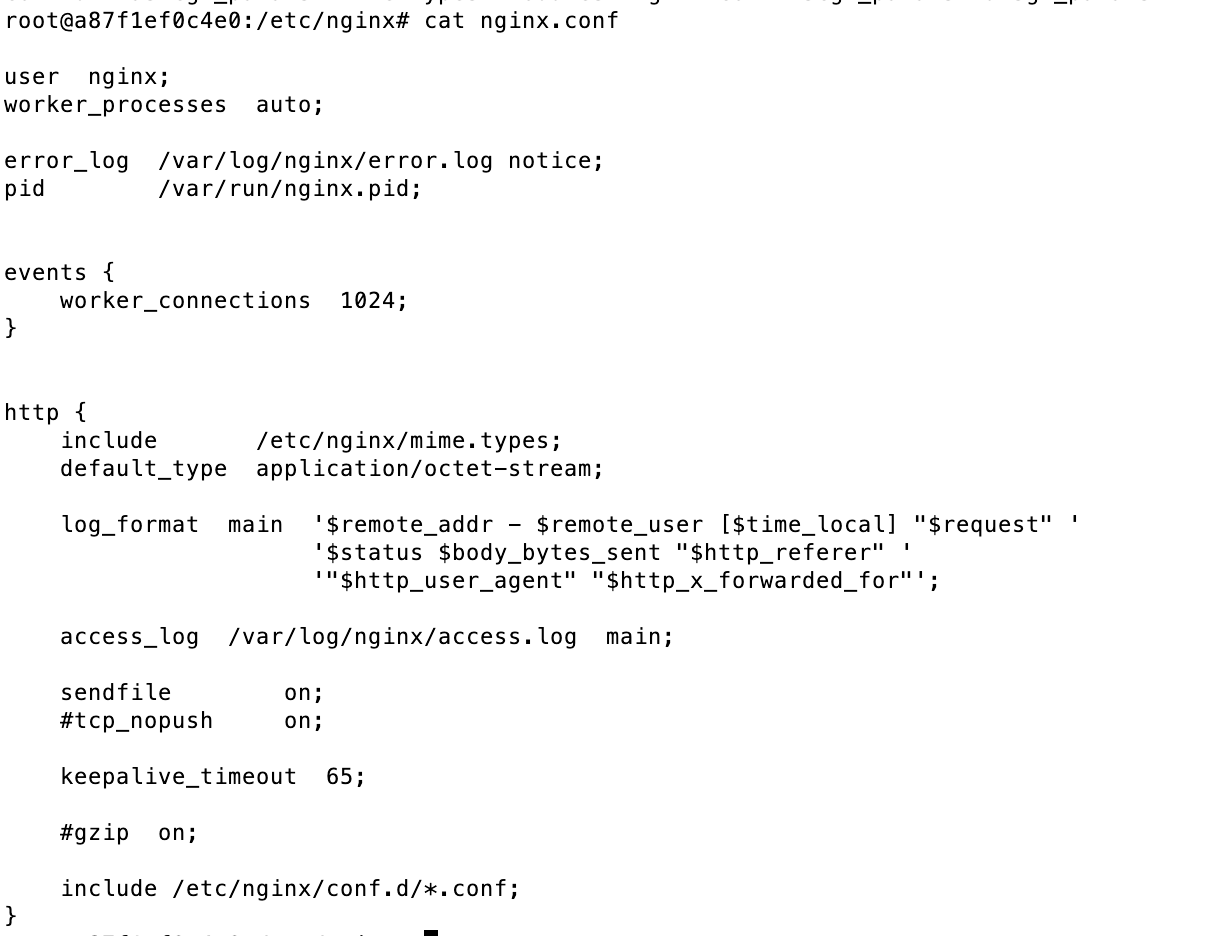 root@a87f1ef0c4e0:/etc/nginx# cat nginx.conf
user  nginx;
worker_processes  auto;
error_log  /var/log/nginx/error.log notice;
pid        /var/run/nginx.pid;
events {
    worker_connections  1024;
}
http {
    include       /etc/nginx/mime.types;
    default_type  application/octet-stream;
    log_format  main  '$remote_addr - $remote_user [$time_local] "$request" '
                      '$status $body_bytes_sent "$http_referer" '
                      '"$http_user_agent" "$http_x_forwarded_for"';
    access_log  /var/log/nginx/access.log  main;
    sendfile        on;
    #tcp_nopush     on;
    keepalive_timeout  65;
    #gzip  on;
    include /etc/nginx/conf.d/*.conf;
}